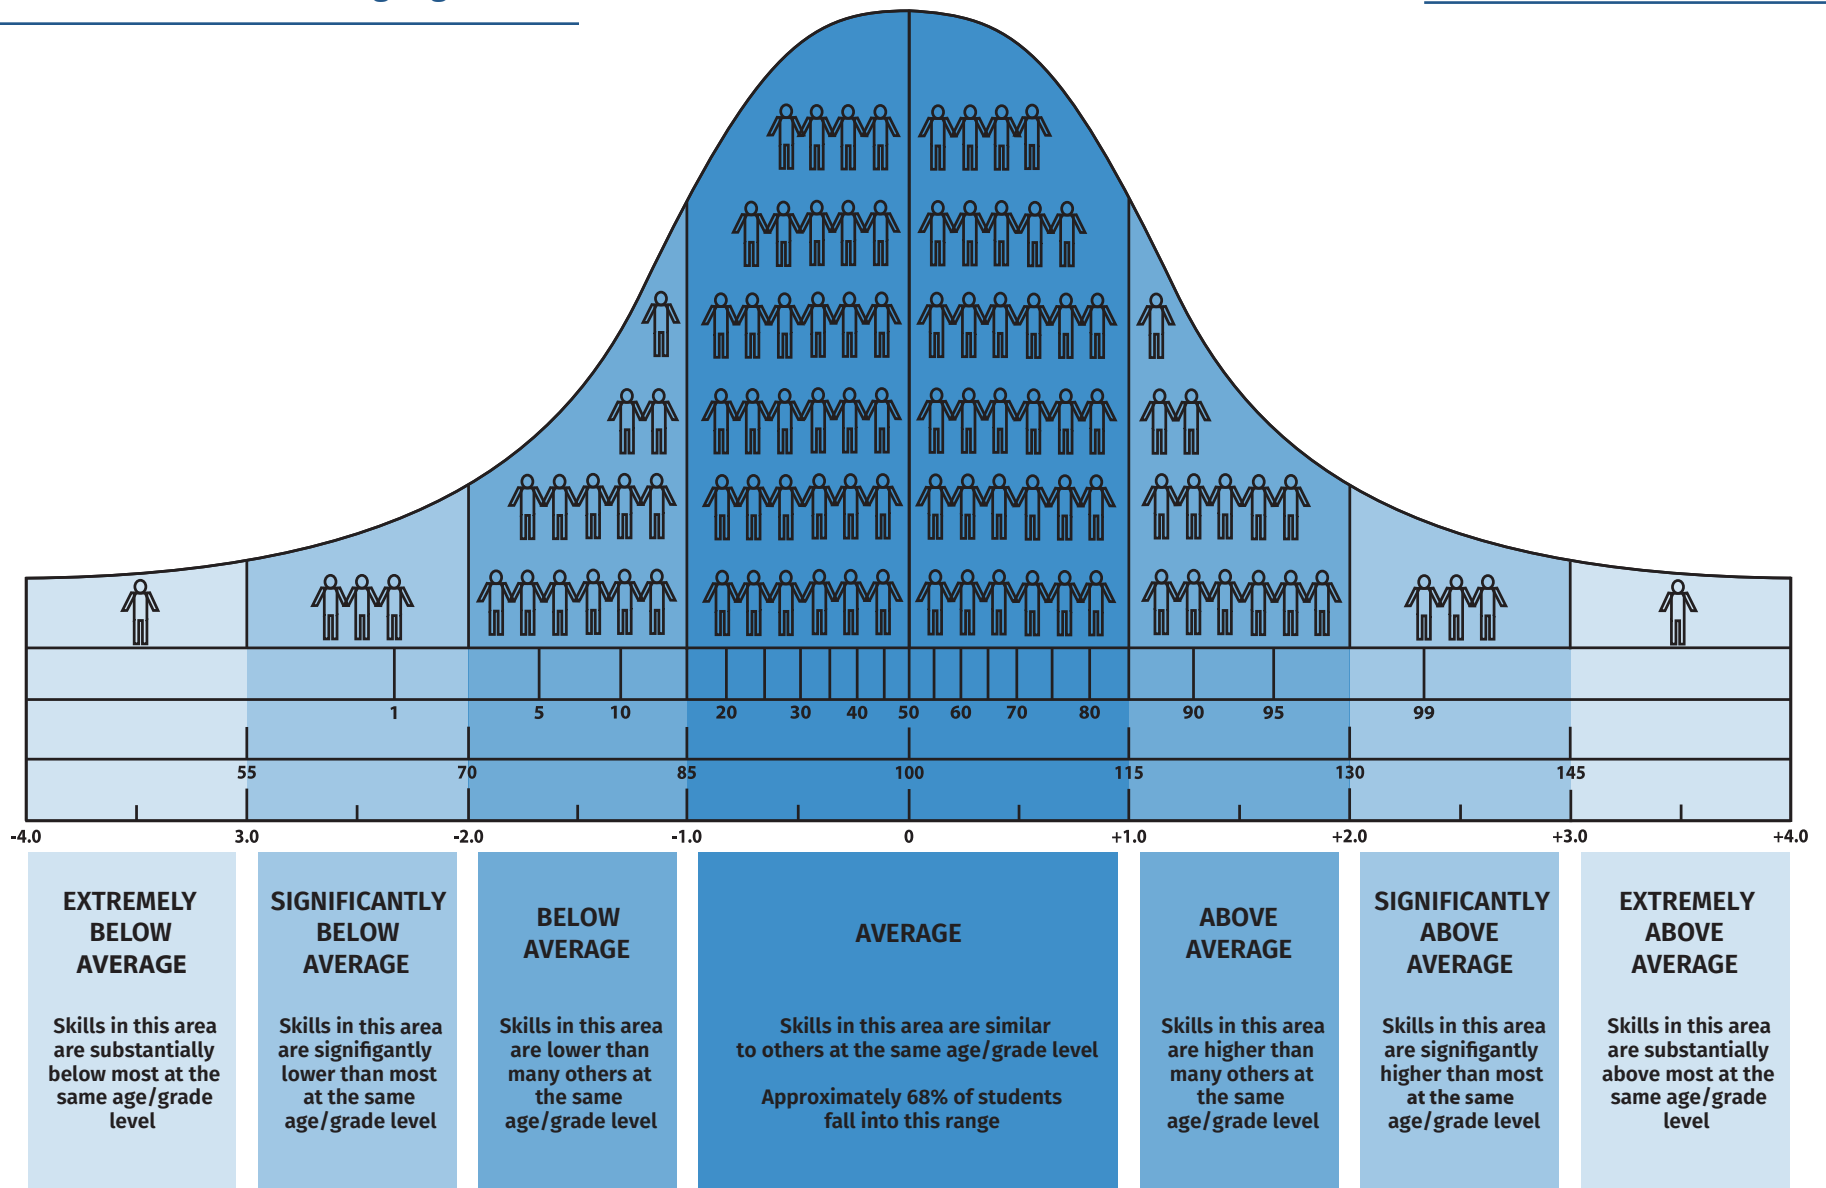 1 5 10 20 30 40 50 60 70 80 90 95 99
55 70 85 100 115 130 145
-4.0 3.0 -2.0 -1.0 0 +1.0 +2.0 +3.0 +4.0
EXTREMELY
BELOW
AVERAGE
Skills in this area
are substantially
below most at the
same age/grade
level
SIGNIFICANTLY
BELOW
AVERAGE
Skills in this area
are signifigantly
lower than most
at the same
age/grade level
BELOW
AVERAGE
Skills in this area
are lower than
many others at
the same
age/grade level
AVERAGE
Skills in this area are similar
to others at the same age/grade level
Approximately 68% of students
fall into this range
ABOVE
AVERAGE
Skills in this area
are higher than
many others at
the same
age/grade level
SIGNIFICANTLY
ABOVE
AVERAGE
Skills in this area
are signifigantly
higher than most
at the same
age/grade level
EXTREMELY
ABOVE
AVERAGE
Skills in this area
are substantially
above most at the
same age/grade
level